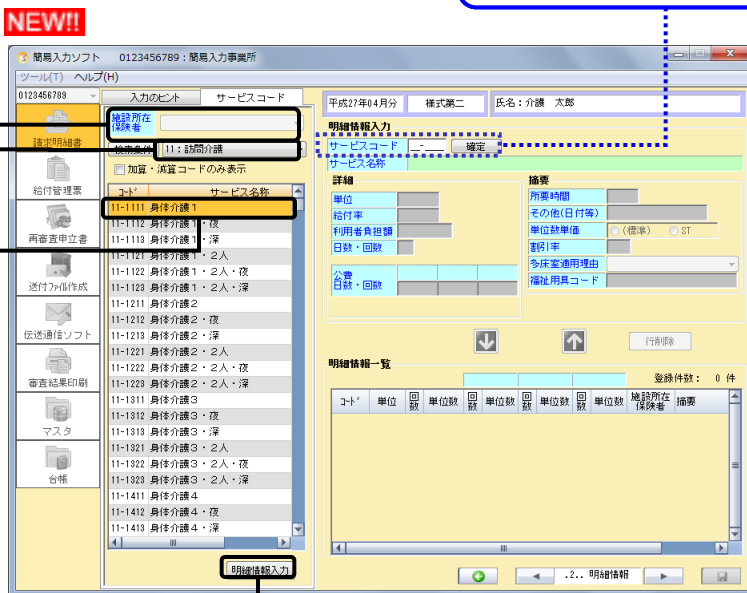 NEW!!
簡易入力ソフト 0123456789：簡易入力事業所
ツール(T) ヘルプ(H)
0123456789
請求明細書
給付管理票
再審査申立書
送付ファイル作成
伝送通信ソフト
審査結果印刷
マスタ
台帳
入力のヒント サービスコード
施設所在
保険者
検索条件 11：訪問介護
加算・減算コードのみ表示
コード サービス名称
11-1111 身体介護1
11-1112 身体介護1・夜
11-1113 身体介護1・深
11-1121 身体介護1・2人
11-1122 身体介護1・2人・夜
11-1123 身体介護1・2人・深
11-1211 身体介護2
11-1212 身体介護2・夜
11-1213 身体介護2・深
11-1221 身体介護2・2人
11-1222 身体介護2・2人・夜
11-1223 身体介護2・2人・深
11-1311 身体介護3
11-1312 身体介護3・夜
11-1313 身体介護3・深
11-1321 身体介護3・2人
11-1322 身体介護3・2人・夜
11-1323 身体介護3・2人・深
11-1411 身体介護4
11-1412 身体介護4・夜
11-1413 身体介護4・深
明細情報入力
平成27年04月分 様式第二 氏名：介護 太郎
明細情報入力
サービスコード __-____ 確定
サービス名称
詳細
単位
給付率
利用者負担額
日数・回数
公費
日数・回数
摘要
所要時間
その他(日付等)
単位数単価 (標準) ST
割引率
多床室適用理由
福祉用具コード
行削除
明細情報一覧
登録件数： 0 件
コード 単位 回数 単位数 回数 単位数 回数 単位数 回数 単位数 施設所在保険者 摘要
.2.. 明細情報